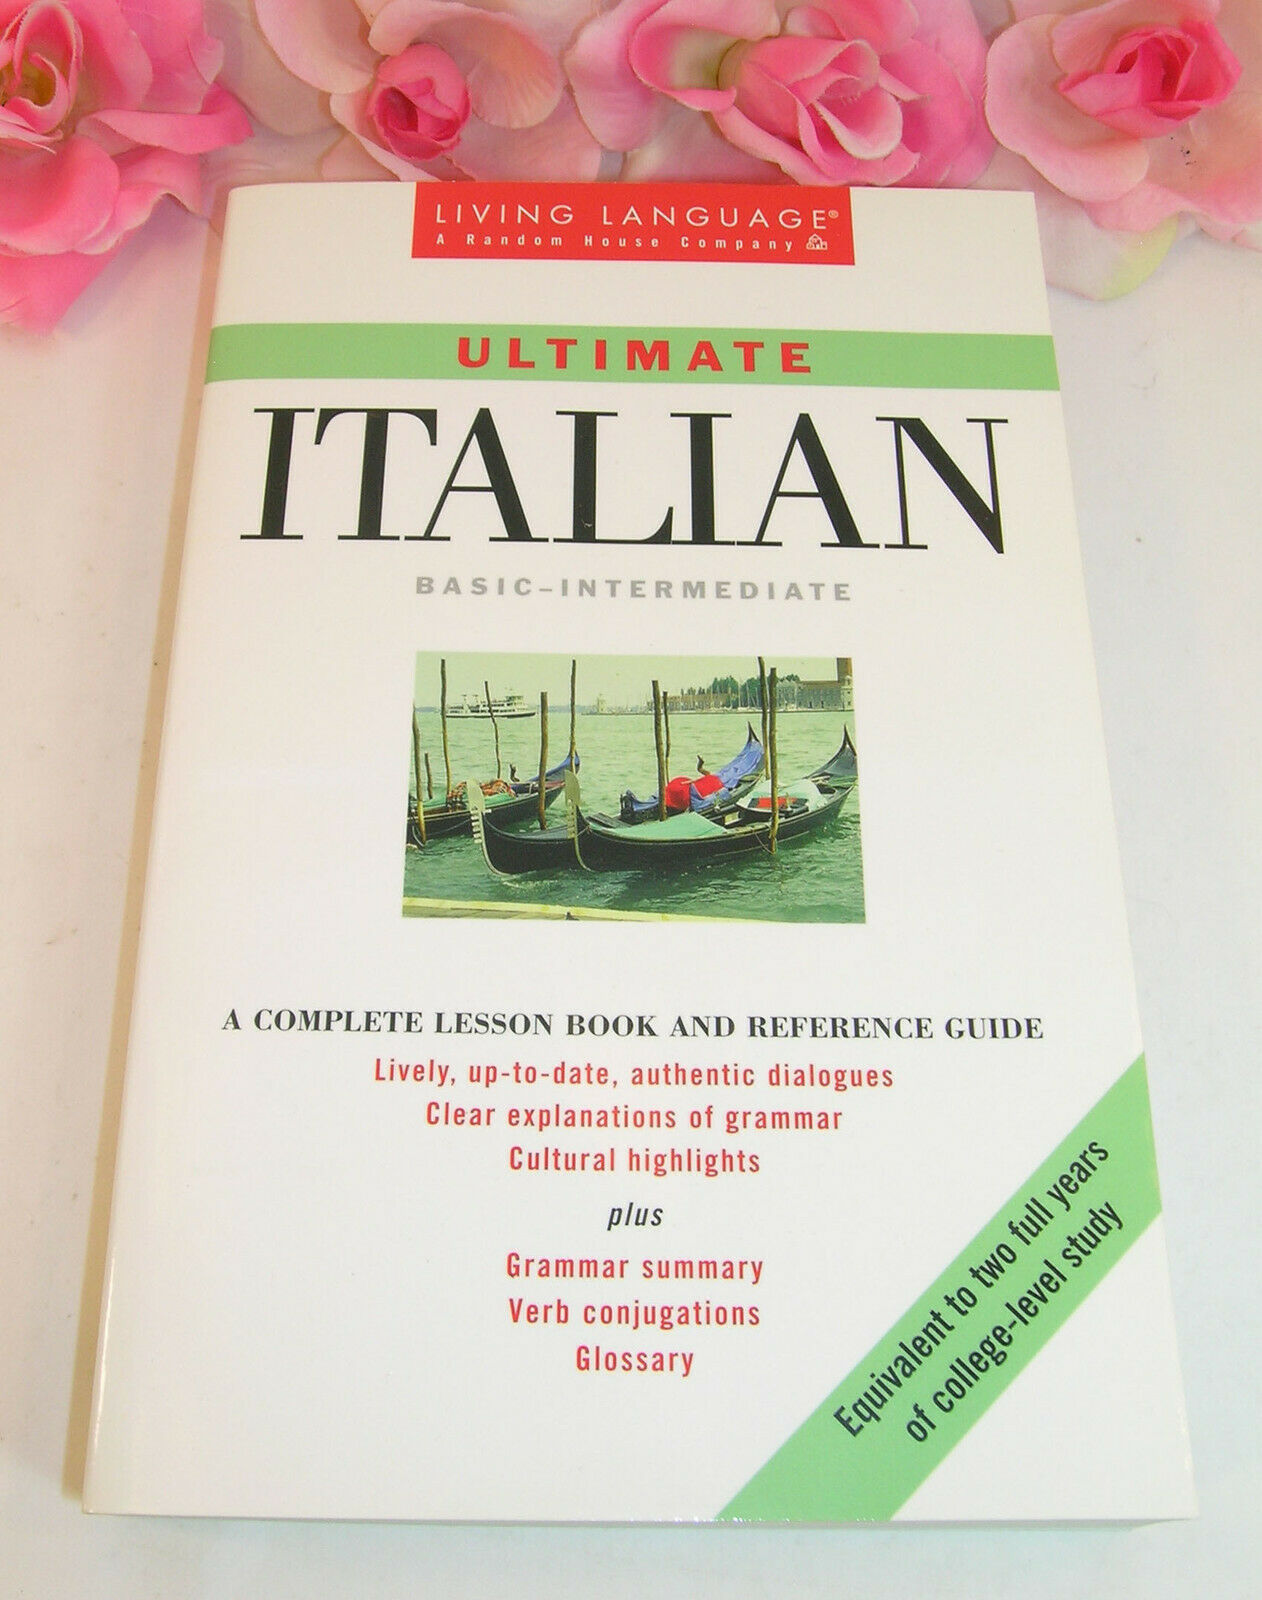 LIVING LANGUAGE®
A Random House Company
ULTIMATE
ITALIAN
BASIC–INTERMEDIATE
A COMPLETE LESSON BOOK AND REFERENCE GUIDE
Lively, up-to-date, authentic dialogues
Clear explanations of grammar
Cultural highlights
plus
Grammar summary
Verb conjugations
Glossary
Equivalent to two full years
of college-level study